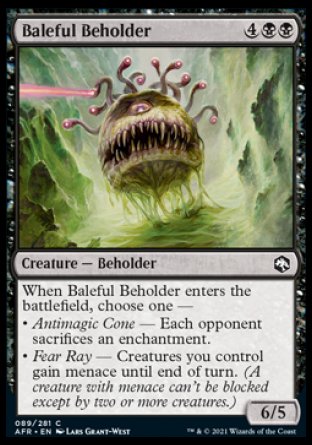 Baleful Beholder 4
Creature — Beholder
When Baleful Beholder enters the
battlefield, choose one —
• Antimagic Cone — Each opponent
sacrifices an enchantment.
• Fear Ray — Creatures you control
gain menace until end of turn. (A
creature with menace can't be blocked
except by two or more creatures.)
6/5
089/281 C
AFR • EN Lars Grant-West
™ & © 2021 Wizards of the Coast